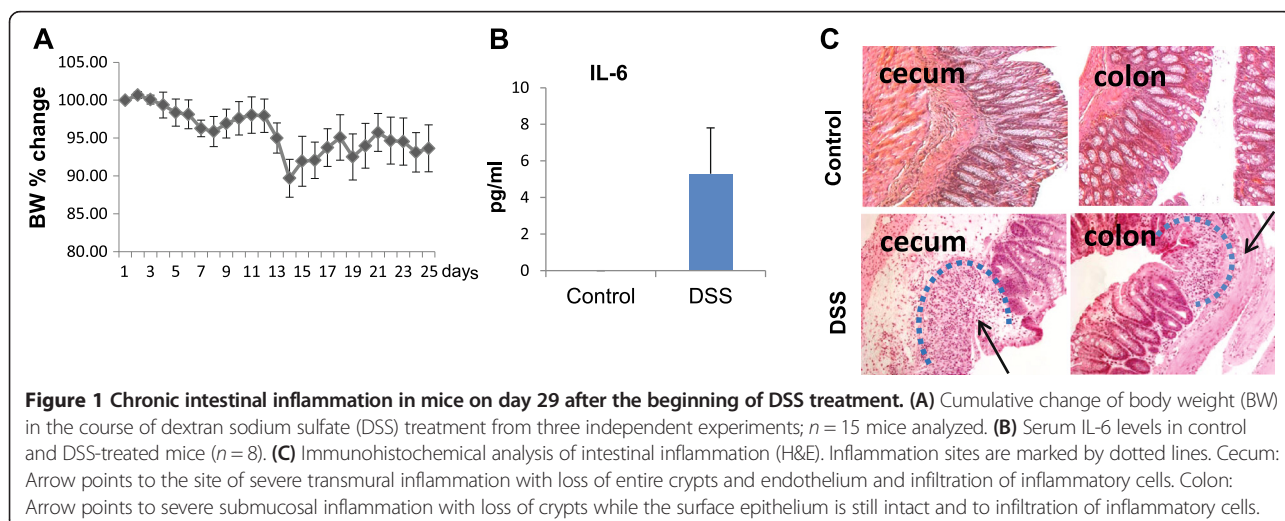 A
BW % change
105.00
100.00
95.00
90.00
85.00
80.00
1 3 5 7 9 11 13 15 17 19 21 23 25 days
B
IL-6
pg/ml
10
8
6
4
2
0
Control DSS
C
Control
cecum colon
DSS
cecum colon
Figure 1 Chronic intestinal inflammation in mice on day 29 after the beginning of DSS treatment. (A) Cumulative change of body weight (BW)
in the course of dextran sodium sulfate (DSS) treatment from three independent experiments; n = 15 mice analyzed. (B) Serum IL-6 levels in control
and DSS-treated mice (n = 8). (C) Immunohistochemical analysis of intestinal inflammation (H&E). Inflammation sites are marked by dotted lines. Cecum:
Arrow points to the site of severe transmural inflammation with loss of entire crypts and endothelium and infiltration of inflammatory cells. Colon:
Arrow points to severe submucosal inflammation with loss of crypts while the surface epithelium is still intact and to infiltration of inflammatory cells.